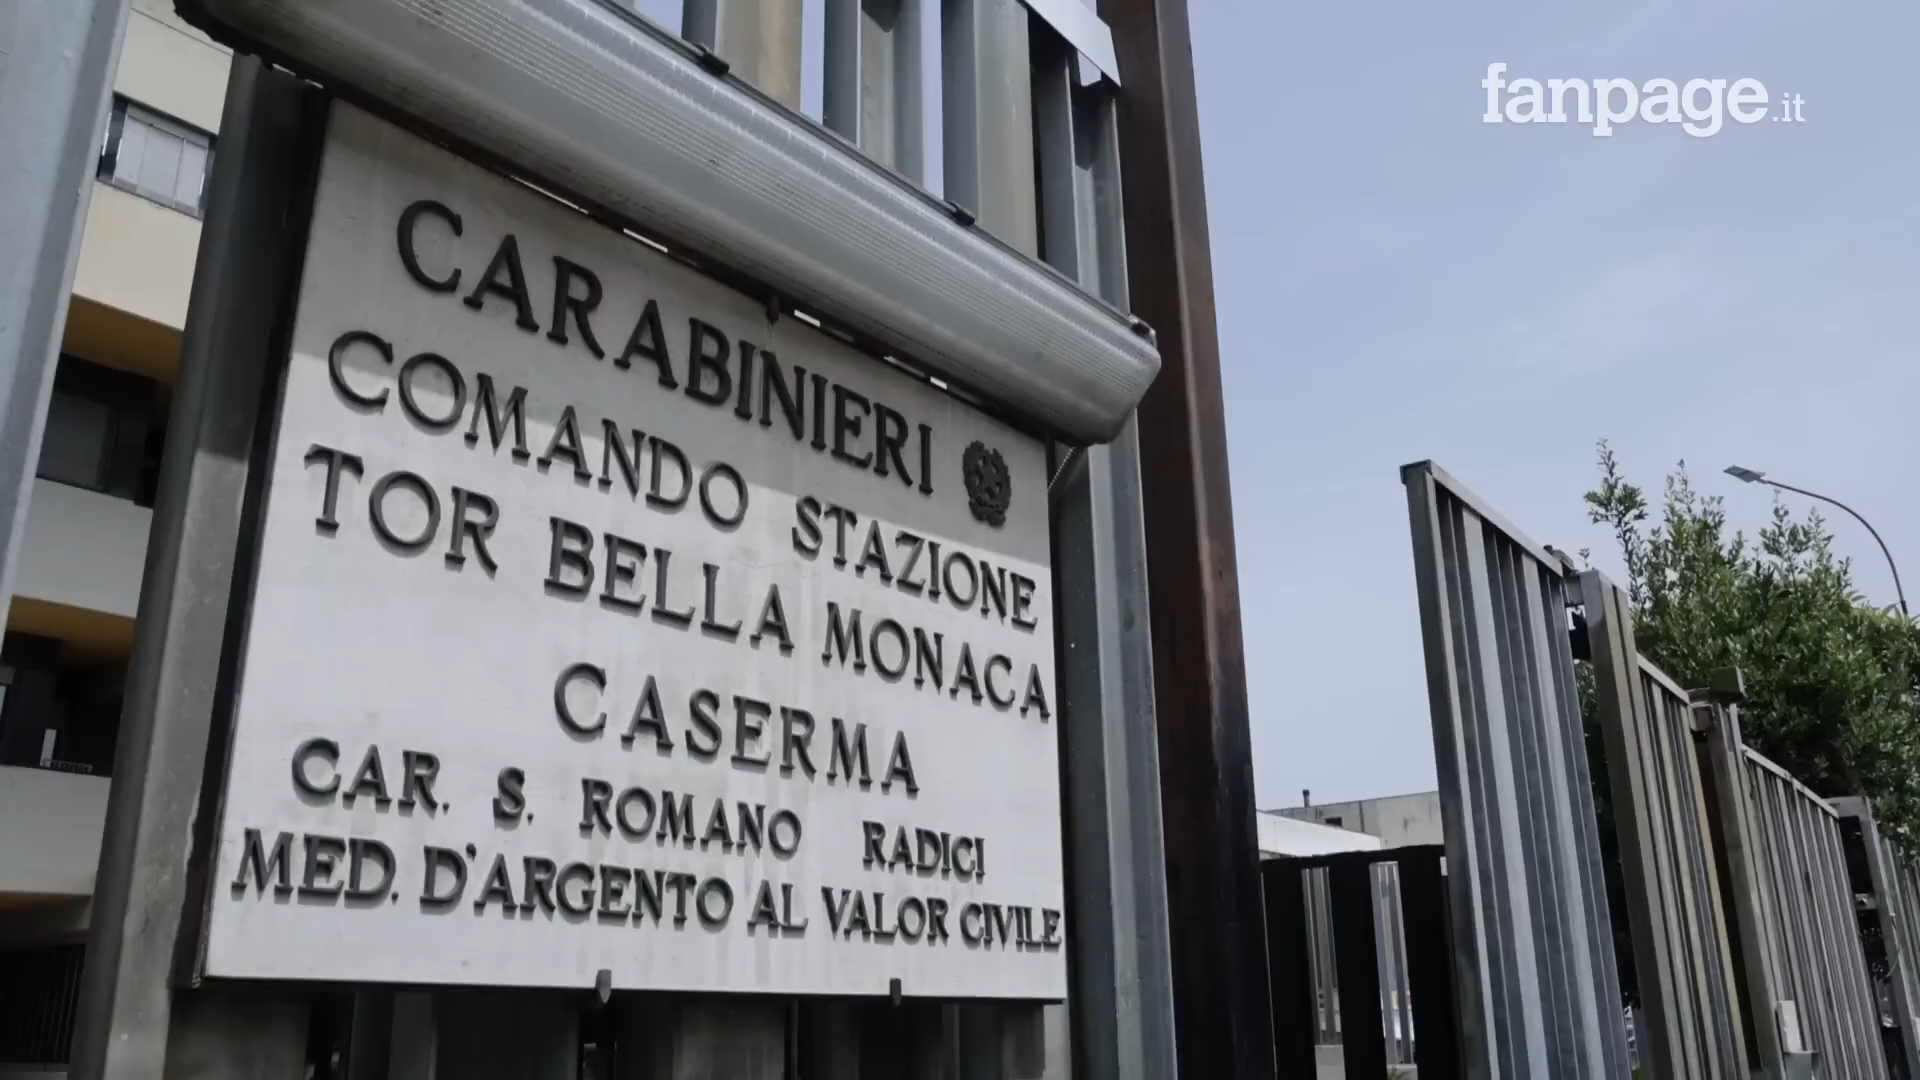 fanpage.it
CARABINIERI
COMANDO STAZIONE
TOR BELLA MONACA
CASERMA
CAR. S. ROMANO RADICI
MED. D'ARGENTO AL VALOR CIVILE